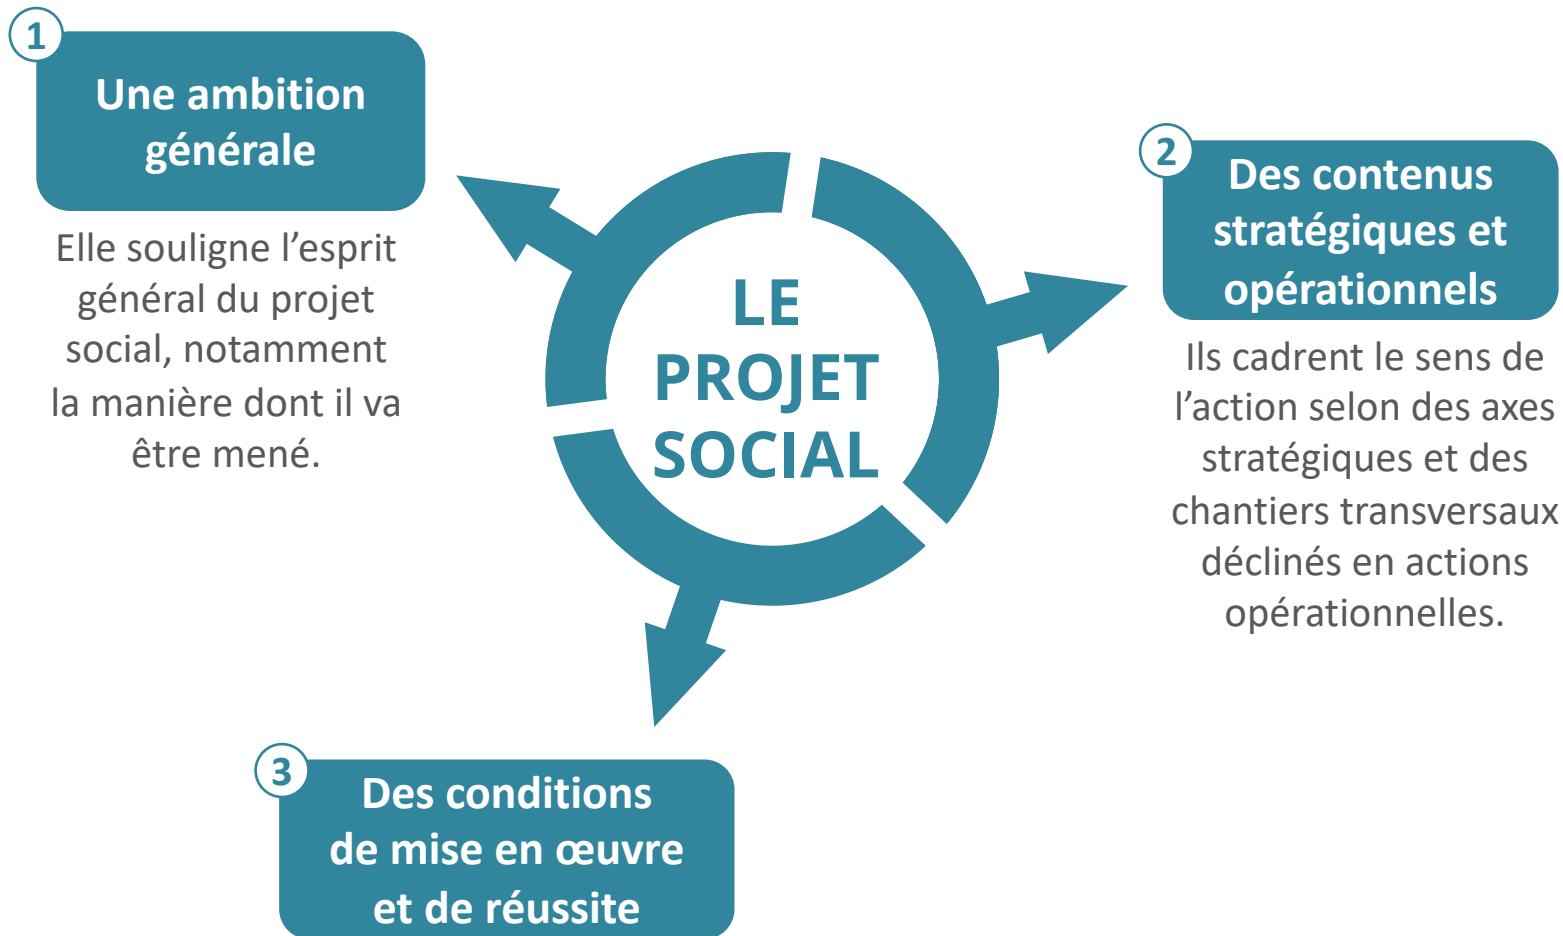 1
Une ambition
générale
Elle souligne l’esprit
général du projet
social, notamment
la manière dont il va
être mené.
LE
PROJET
SOCIAL
2
Des contenus
stratégiques et
opérationnels
Ils cadrent le sens de
l’action selon des axes
stratégiques et des
chantiers transversaux
déclinés en actions
opérationnelles.
3
Des conditions
de mise en œuvre
et de réussite